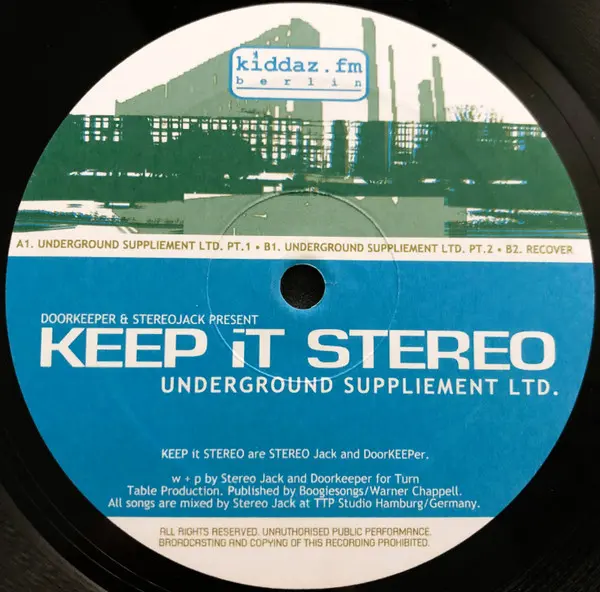 kiddaz.fm
berlin
A1. UNDERGROUND SUPPLIEMENT LTD. PT.1 • B1. UNDERGROUND SUPPLIEMENT LTD. PT.2 • B2. RECOVER
DOORKEEPER & STEREOJACK PRESENT
KEEP iT STEREO
UNDERGROUND SUPPLIEMENT LTD.
KEEP it STEREO are STEREO Jack and DoorKEEPer.
w + p by Stereo Jack and Doorkeeper for Turn
Table Production. Published by Boogiesongs/Warner Chappell.
All songs are mixed by Stereo Jack at TTP Studio Hamburg/Germany.
ALL RIGHTS RESERVED. UNAUTHORISED PUBLIC PERFORMANCE.
BROADCASTING AND COPYING OF THIS RECORDING PROHIBITED.